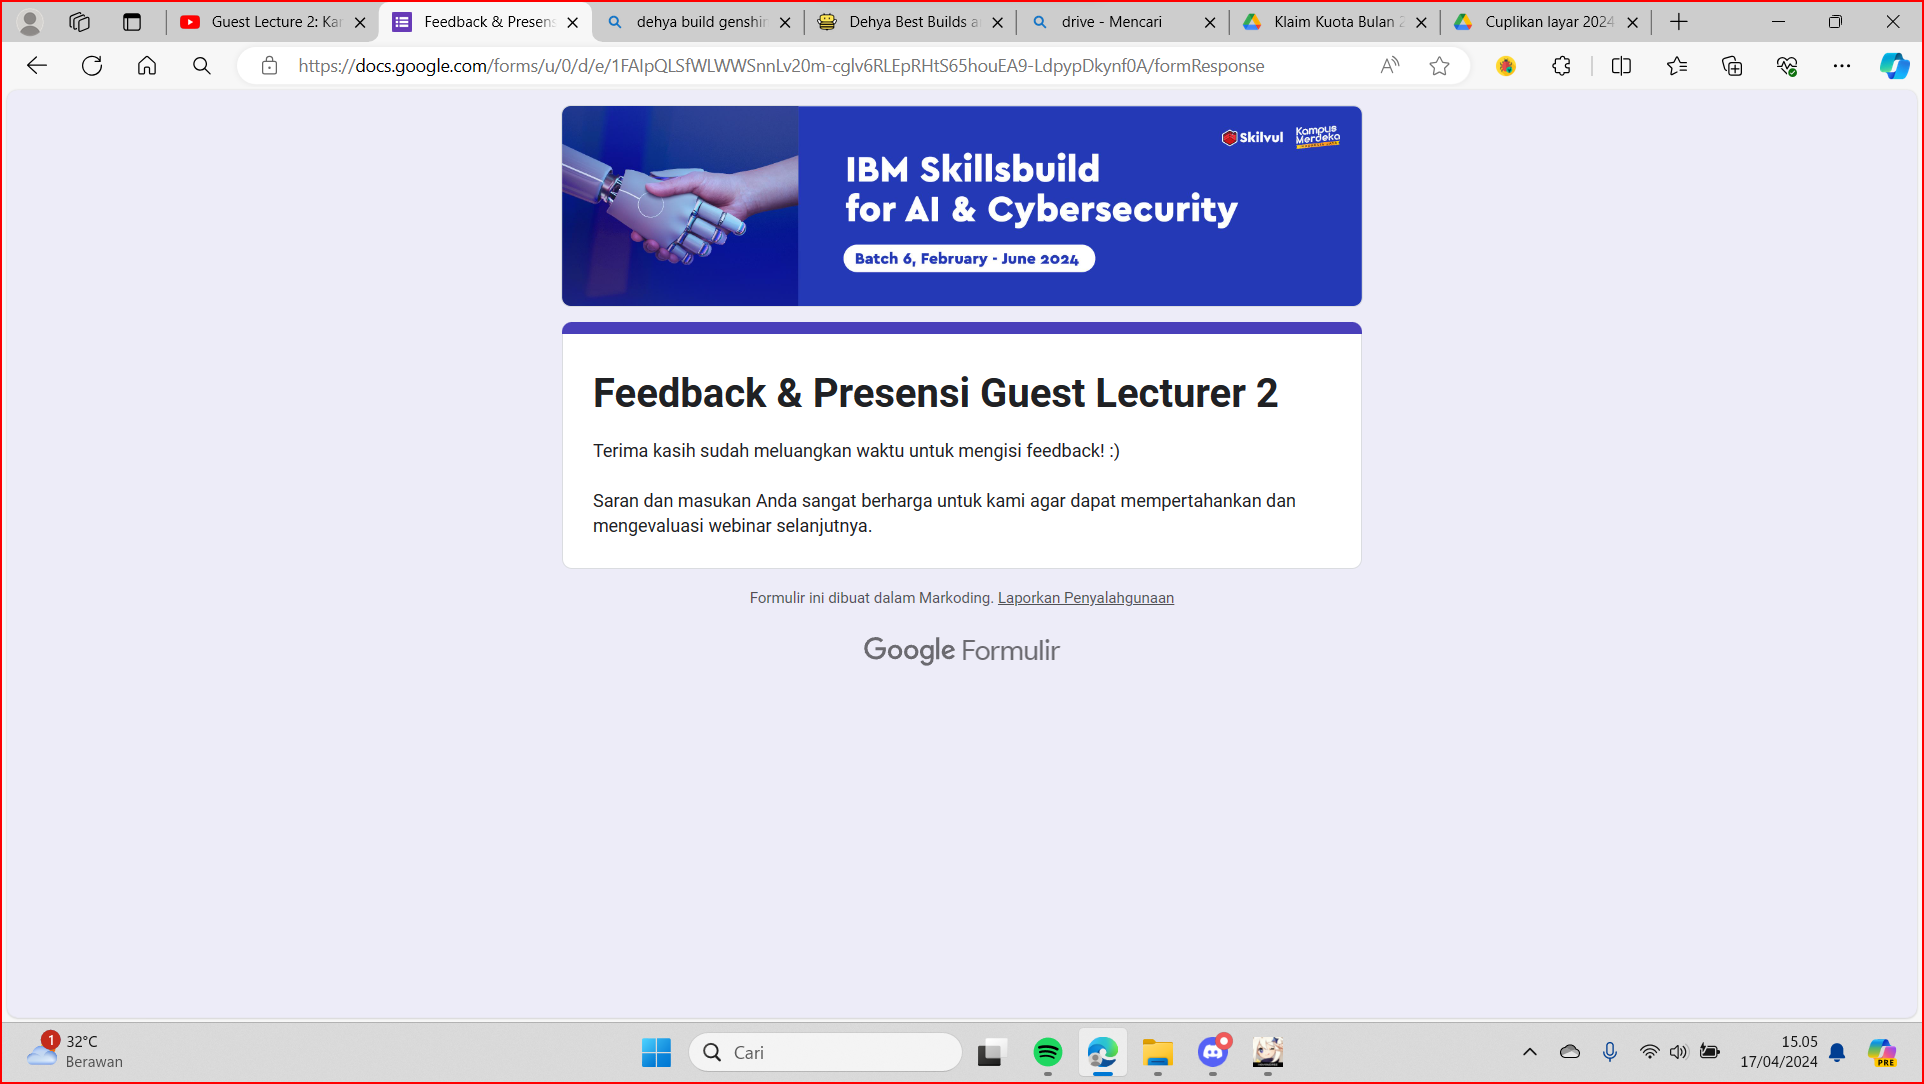 Guest Lecture 2: Kar
Feedback & Presens
dehya build genshin
Dehya Best Builds a
drive - Mencari
Klaim Kuota Bulan 2
Cuplikan layar 2024
https://docs.google.com/forms/u/0/d/e/1FAIpQLSfWLWWSnnLv20m-cglv6RLEpRHtS65houEA9-LdpypDkynf0A/formResponse
Skilvul
Kampus
Merdeka
IBM Skillsbuild
for AI & Cybersecurity
Batch 6, February - June 2024
Feedback & Presensi Guest Lecturer 2
Terima kasih sudah meluangkan waktu untuk mengisi feedback! :)
Saran dan masukan Anda sangat berharga untuk kami agar dapat mempertahankan dan
mengevaluasi webinar selanjutnya.
Formulir ini dibuat dalam Markoding. Laporkan Penyalahgunaan
Google Formulir
1
32°C
Berawan
Cari
15.05
17/04/2024
PRE